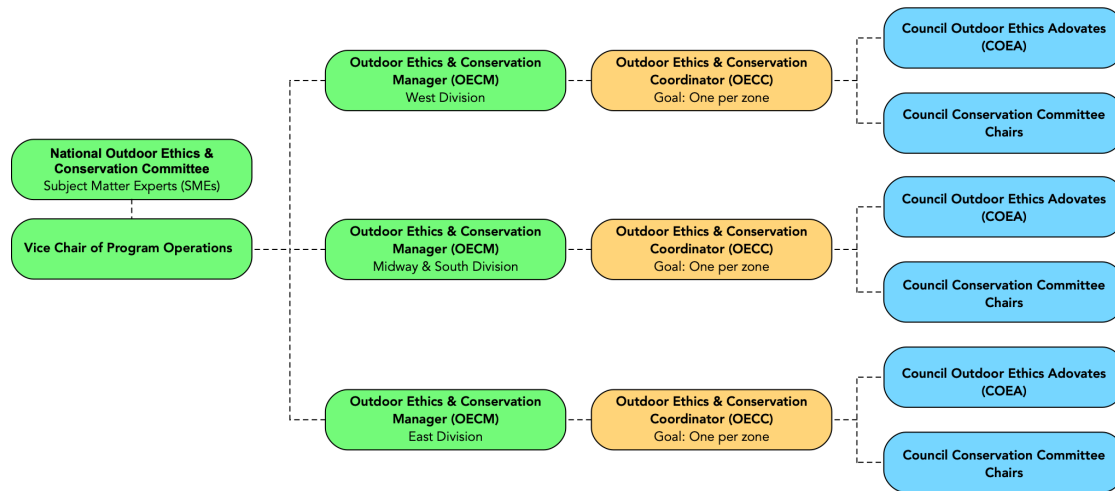 National Outdoor Ethics &
Conservation Committee
Subject Matter Experts (SMEs)
Vice Chair of Program Operations
Outdoor Ethics & Conservation
Manager (OECM)
West Division
Outdoor Ethics & Conservation
Coordinator (OECC)
Goal: One per zone
Council Outdoor Ethics Adovates
(COEA)
Council Conservation Committee
Chairs
Outdoor Ethics & Conservation
Manager (OECM)
Midway & South Division
Outdoor Ethics & Conservation
Coordinator (OECC)
Goal: One per zone
Council Outdoor Ethics Adovates
(COEA)
Council Conservation Committee
Chairs
Outdoor Ethics & Conservation
Manager (OECM)
East Division
Outdoor Ethics & Conservation
Coordinator (OECC)
Goal: One per zone
Council Outdoor Ethics Adovates
(COEA)
Council Conservation Committee
Chairs